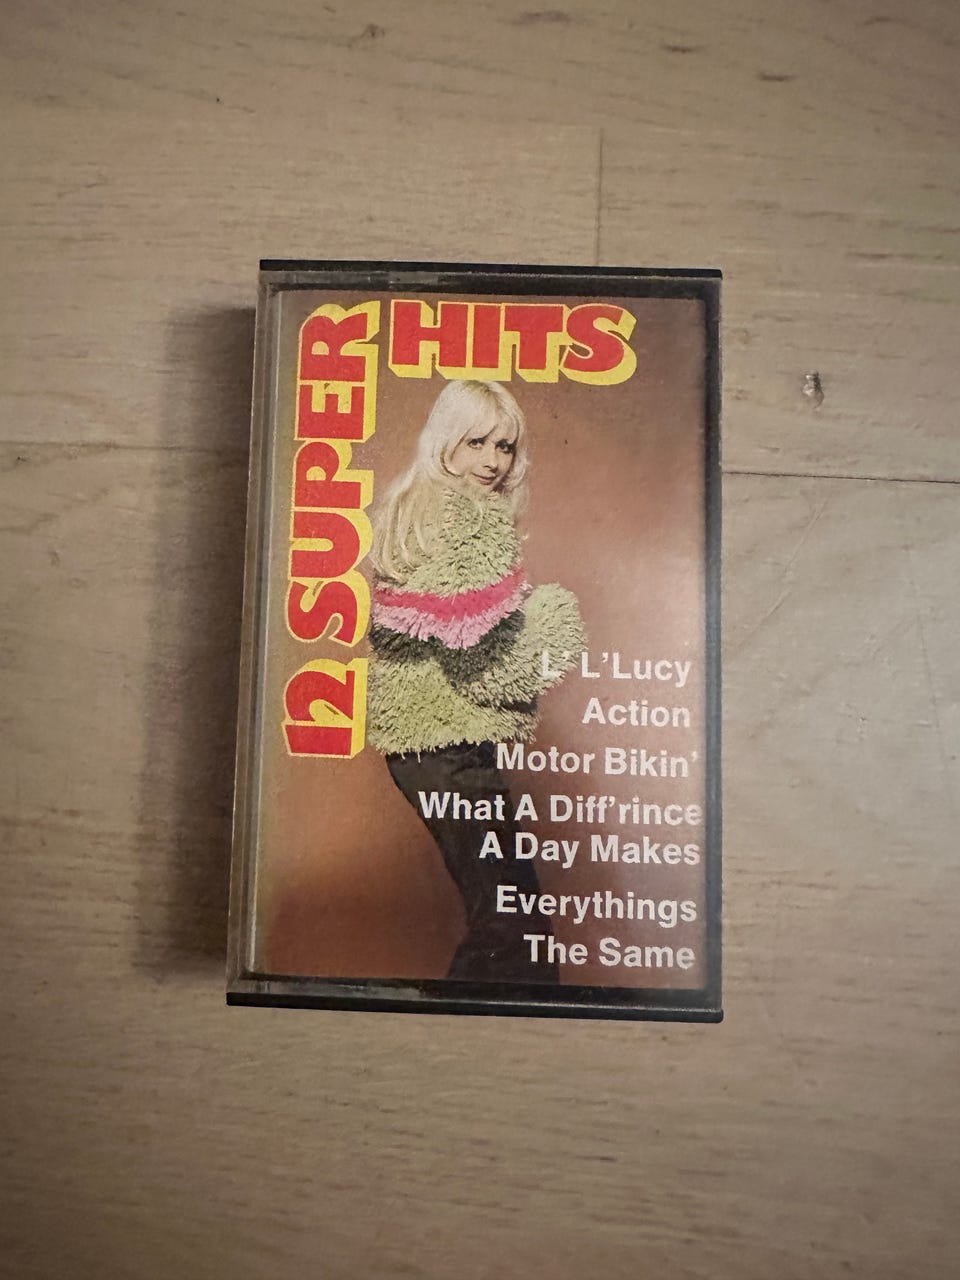 12 SUPER
HITS
L' L'Lucy
Action
Motor Bikin'
What A Diff'rince
A Day Makes
Everythings
The Same